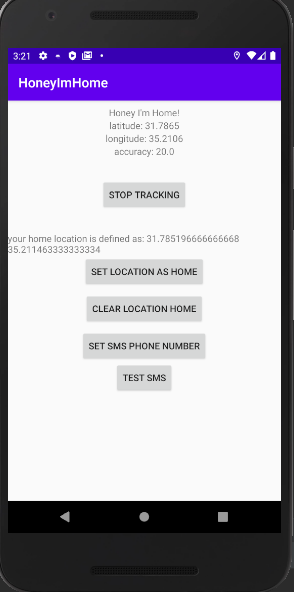 3:21
HoneyImHome
Honey I'm Home!
latitude: 31.7865
longitude: 35.2106
accuracy: 20.0
STOP TRACKING
your home location is defined as: 31.785196666666668
35.211463333333334
SET LOCATION AS HOME
CLEAR LOCATION HOME
SET SMS PHONE NUMBER
TEST SMS